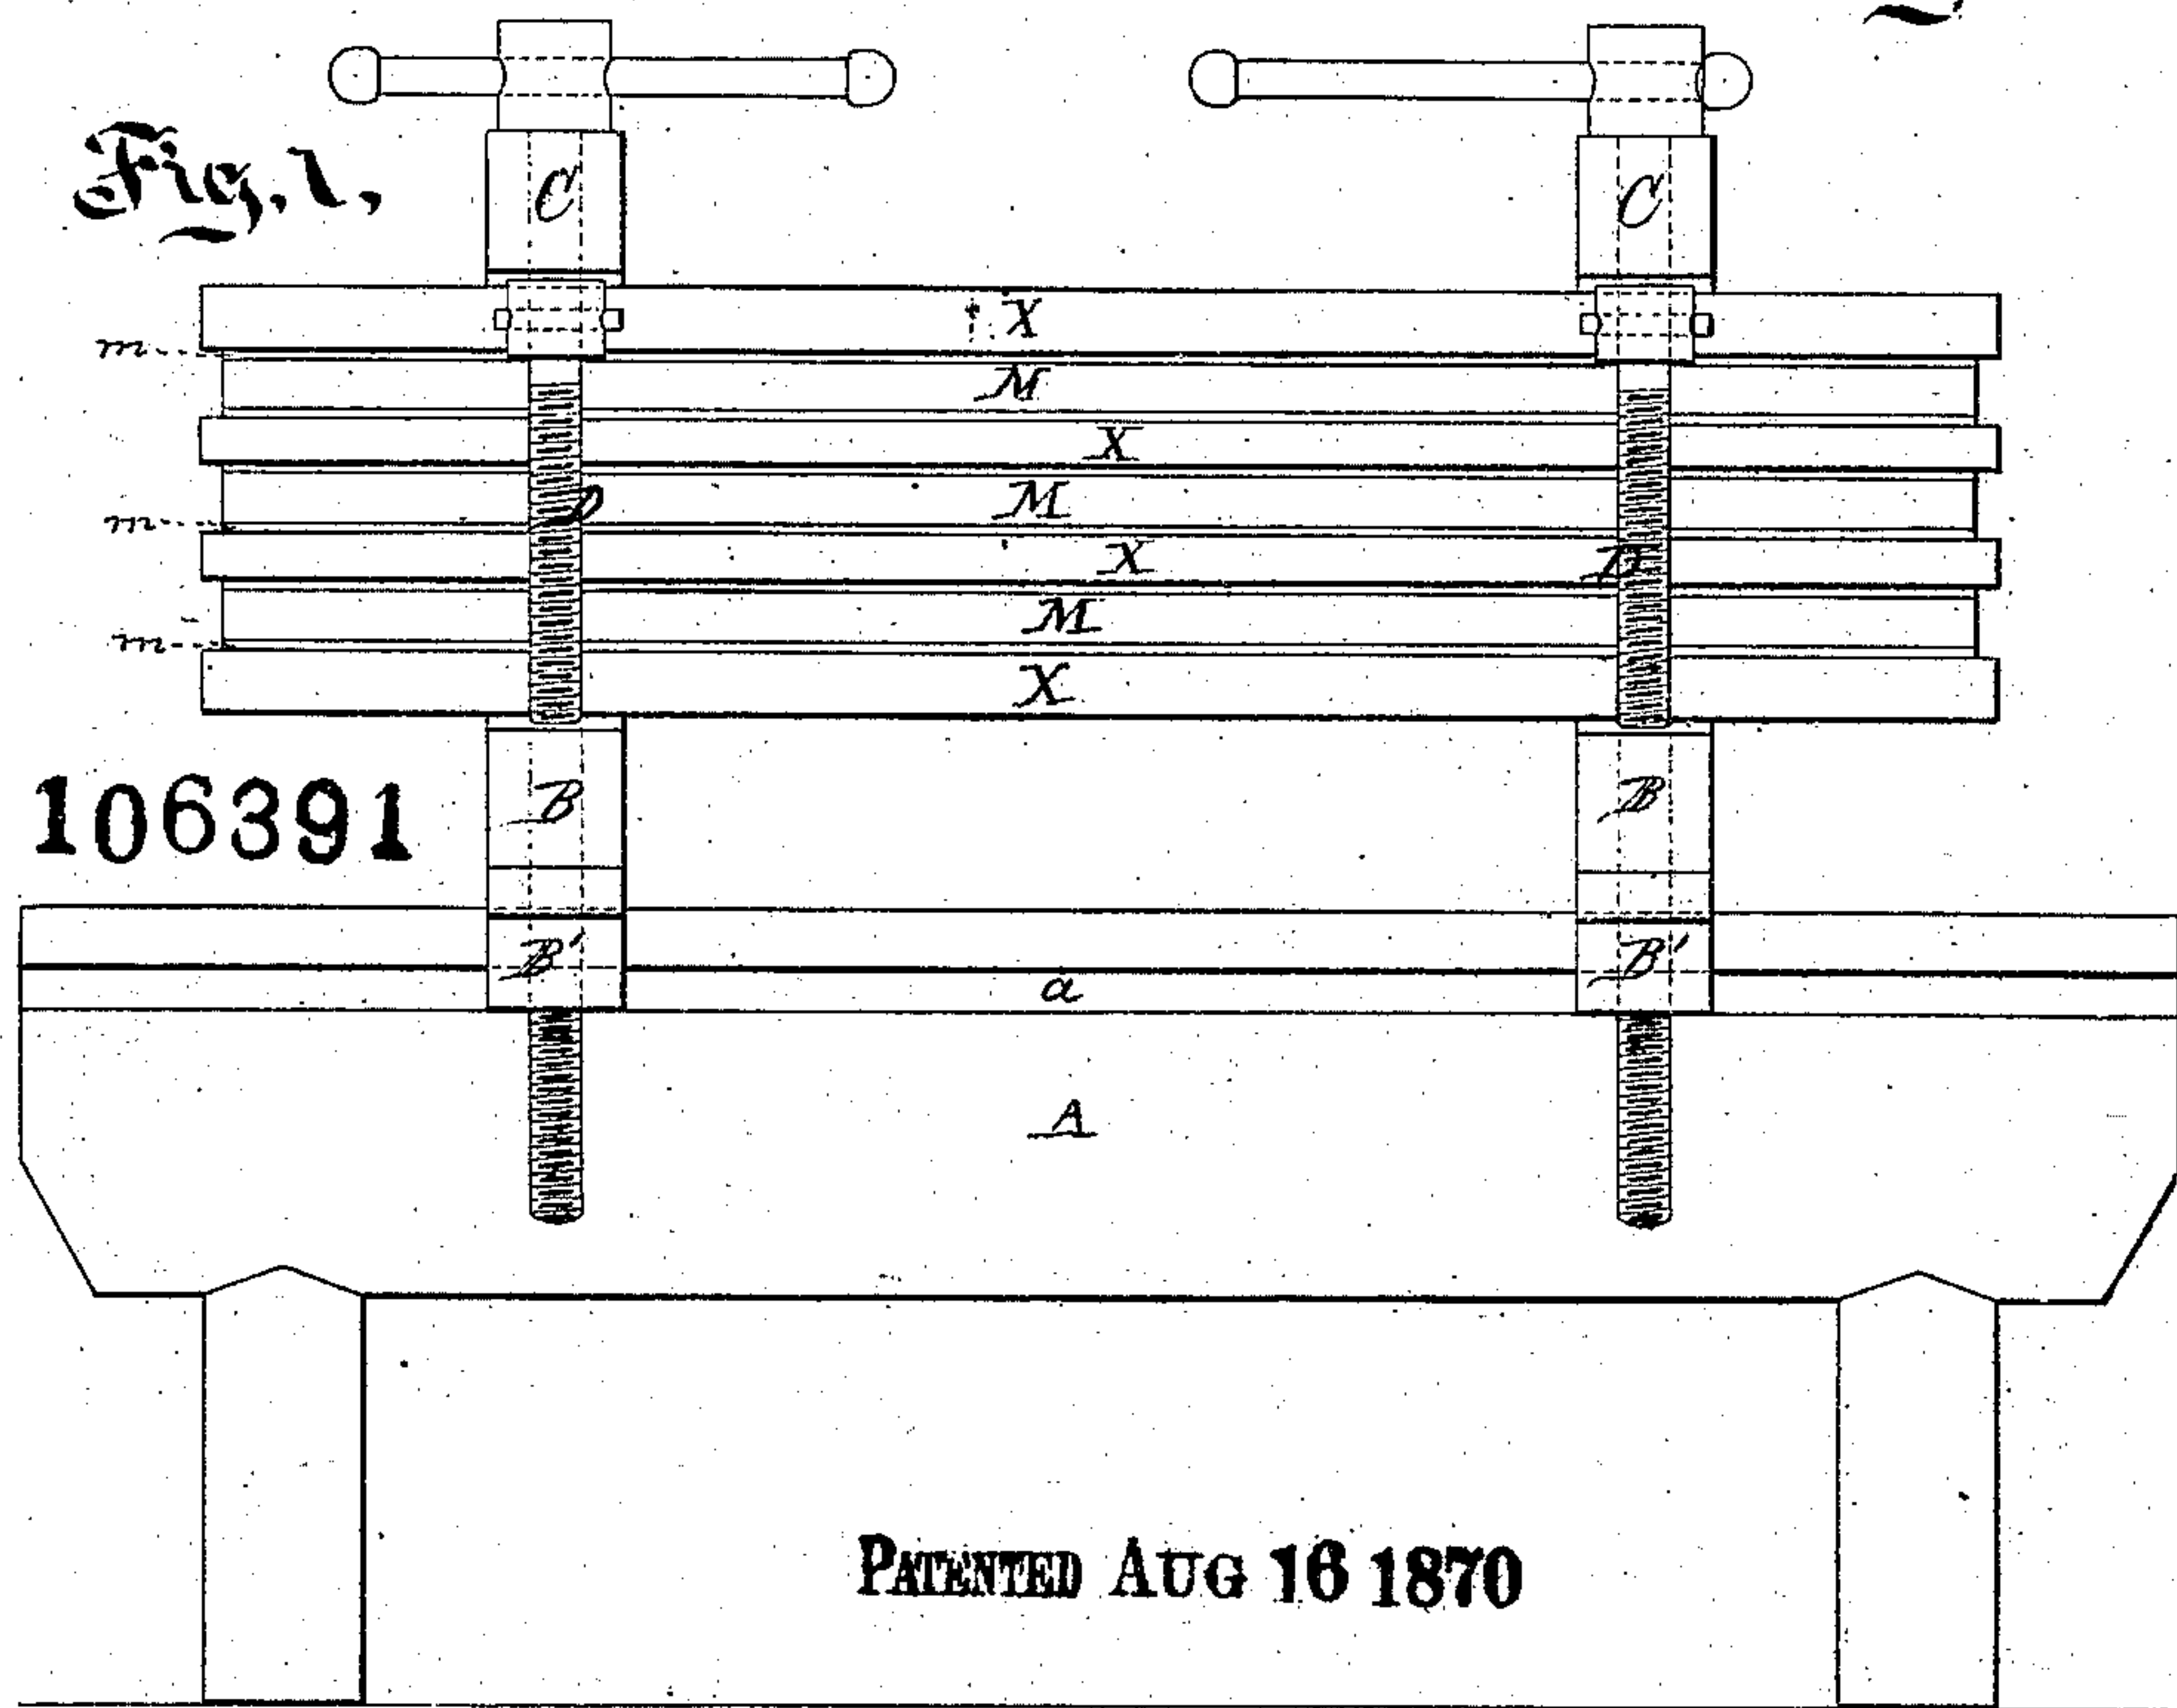 Fig. 1,
C C
X
m
M
X
D M
m
X D
M
m
X
106391
B B
B' B'
a
A
PATENTED AUG 16 1870